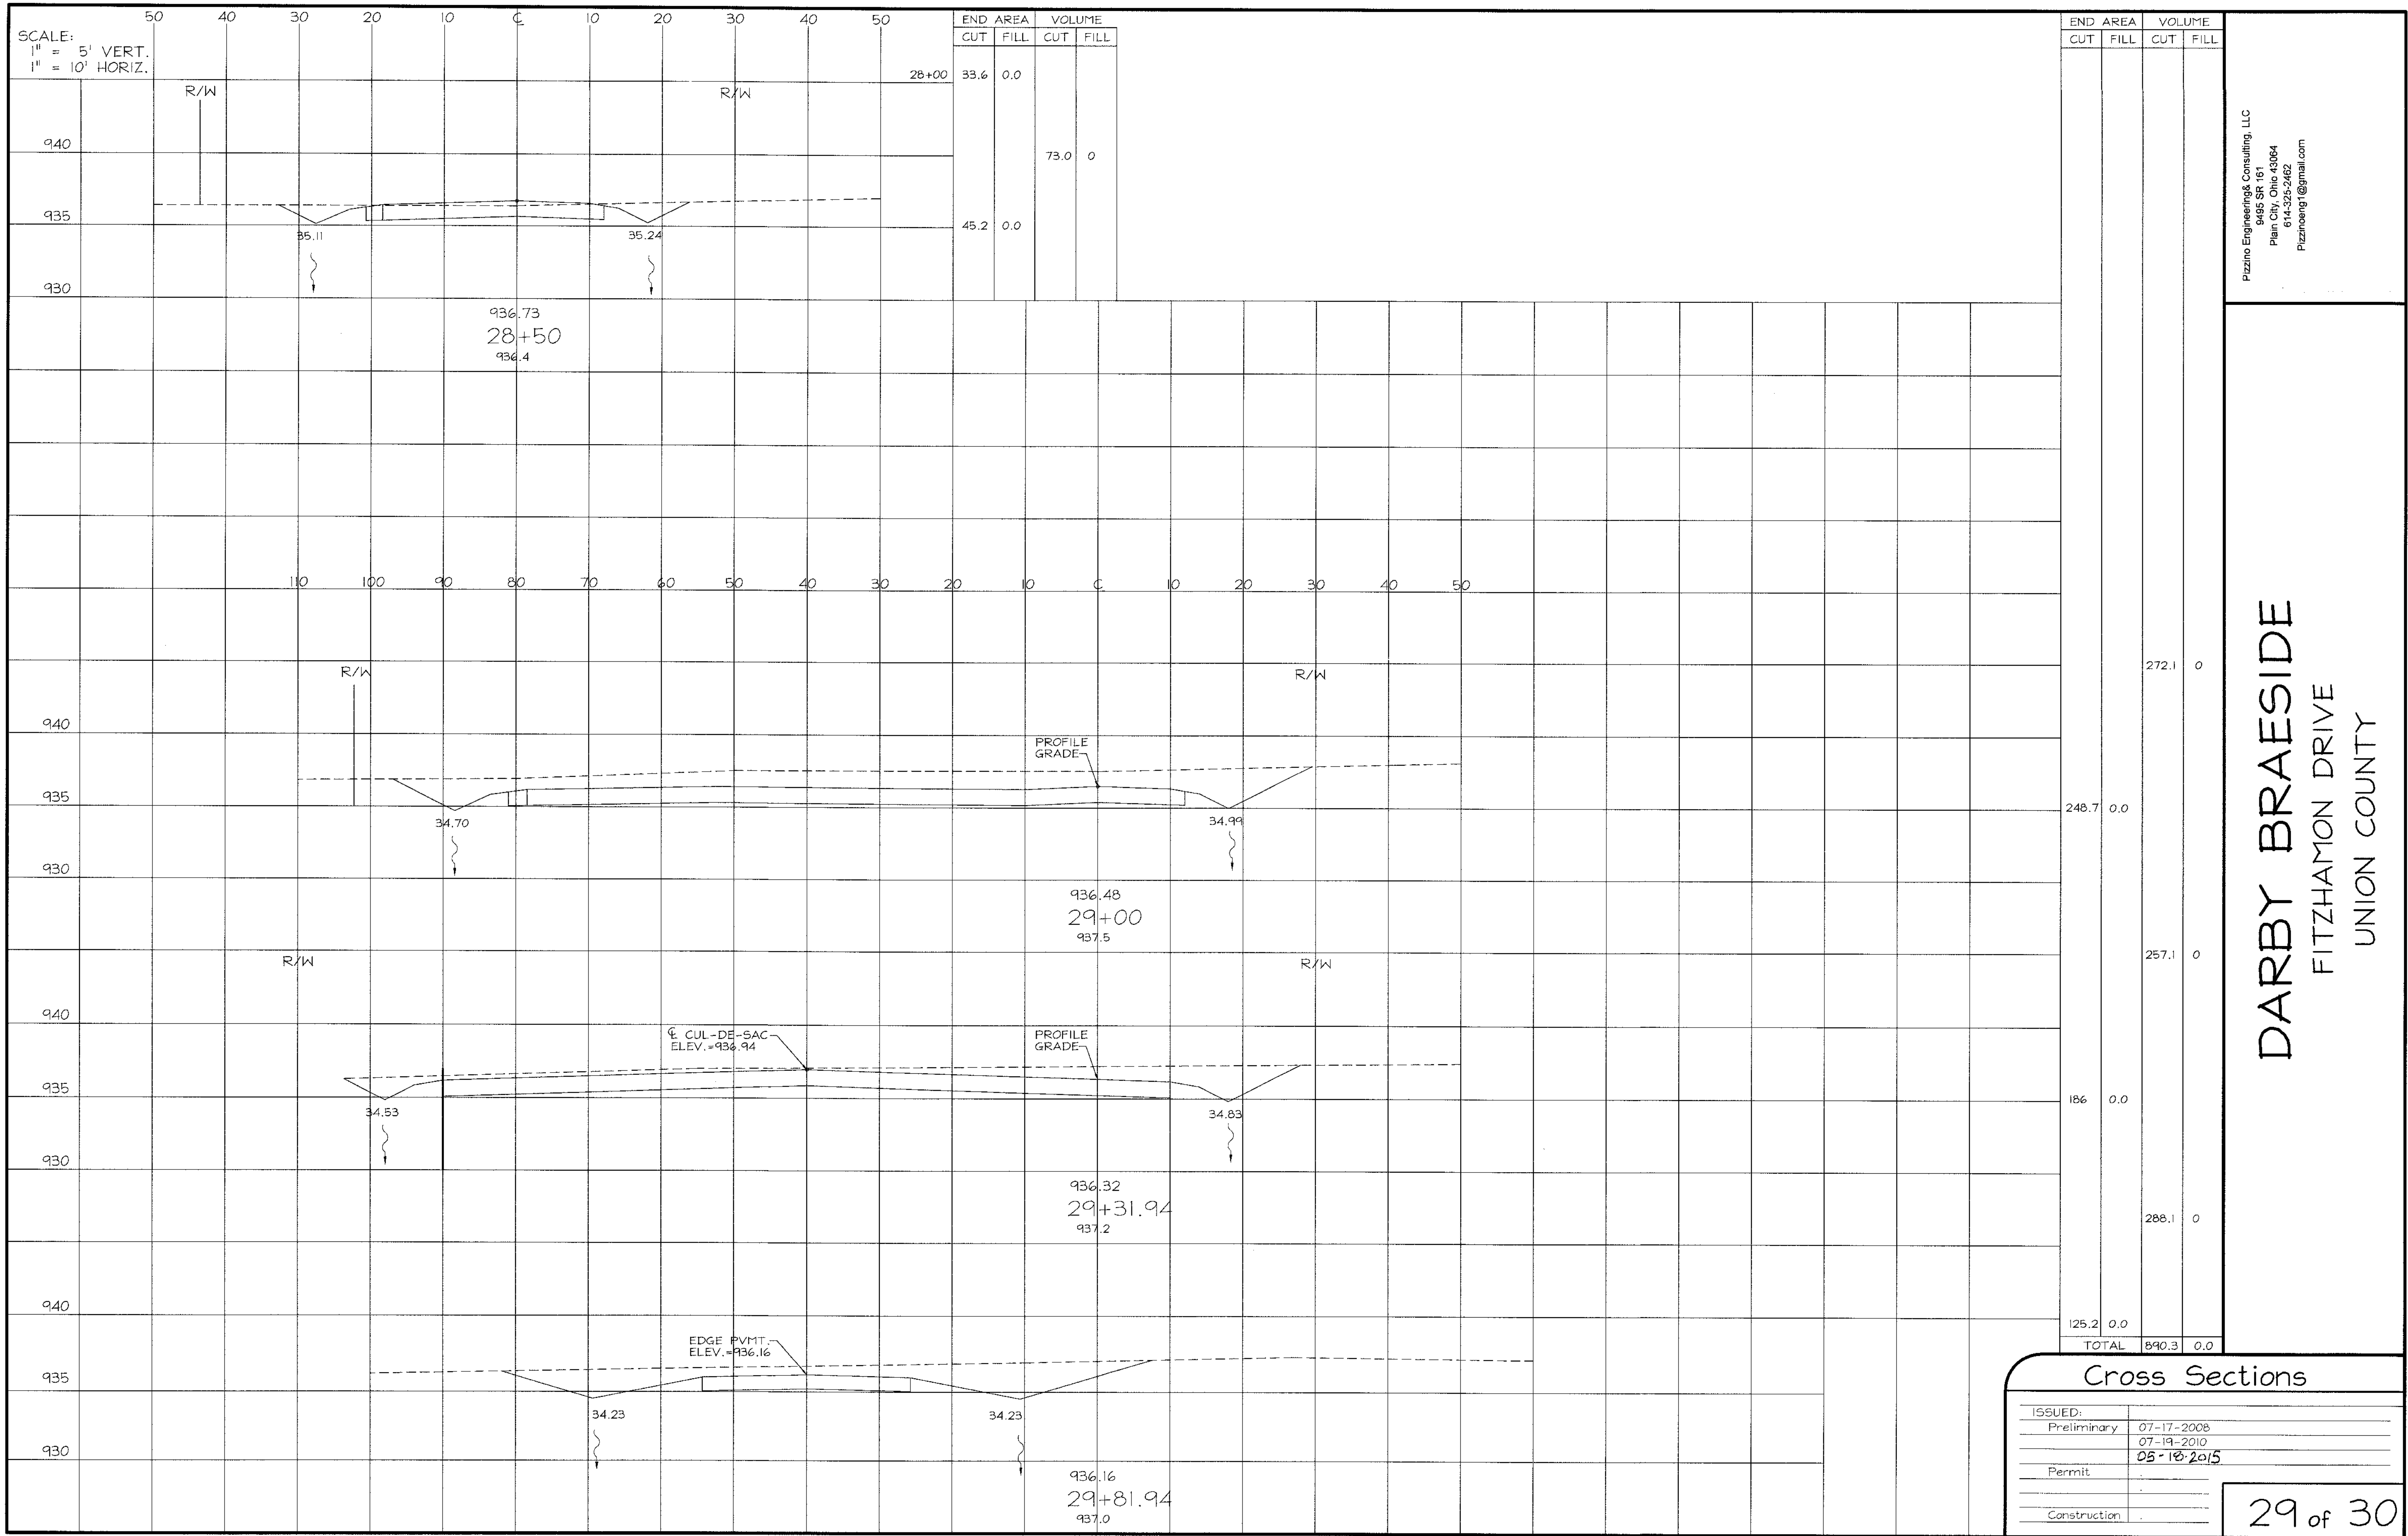 50 40 30 20 10 ℄ 10 20 30 40 50
SCALE:
1" = 5' VERT.
1" = 10' HORIZ.
END AREA VOLUME
CUT FILL CUT FILL
28+00 33.6 0.0
73.0 0
45.2 0.0
R/W R/W
940
935
930
35.11 35.24
936.73
28+50
936.4
110 100 90 80 70 60 50 40 30 20 10 ℄ 10 20 30 40 50
R/W R/W
940
PROFILE
GRADE
935
34.70 34.99
930
936.48
29+00
937.5
R/W R/W
940
℄ CUL-DE-SAC
ELEV.=936.94
PROFILE
GRADE
935
34.53 34.83
930
936.32
29+31.94
937.2
940
EDGE PVMT.
ELEV.=936.16
935
34.23 34.23
930
936.16
29+81.94
937.0
END AREA VOLUME
CUT FILL CUT FILL
272.1 0
248.7 0.0
257.1 0
186 0.0
288.1 0
125.2 0.0
TOTAL 890.3 0.0
Pizzino Engineering& Consulting, LLC
9495 SR 161
Plain City, Ohio 43064
614-325-2462
Pizzinoeng1@gmail.com
DARBY BRAESIDE
FITZHAMON DRIVE
UNION COUNTY
Cross Sections
ISSUED:
Preliminary 07-17-2008
07-19-2010
05-18-2015
Permit
Construction
29 of 30